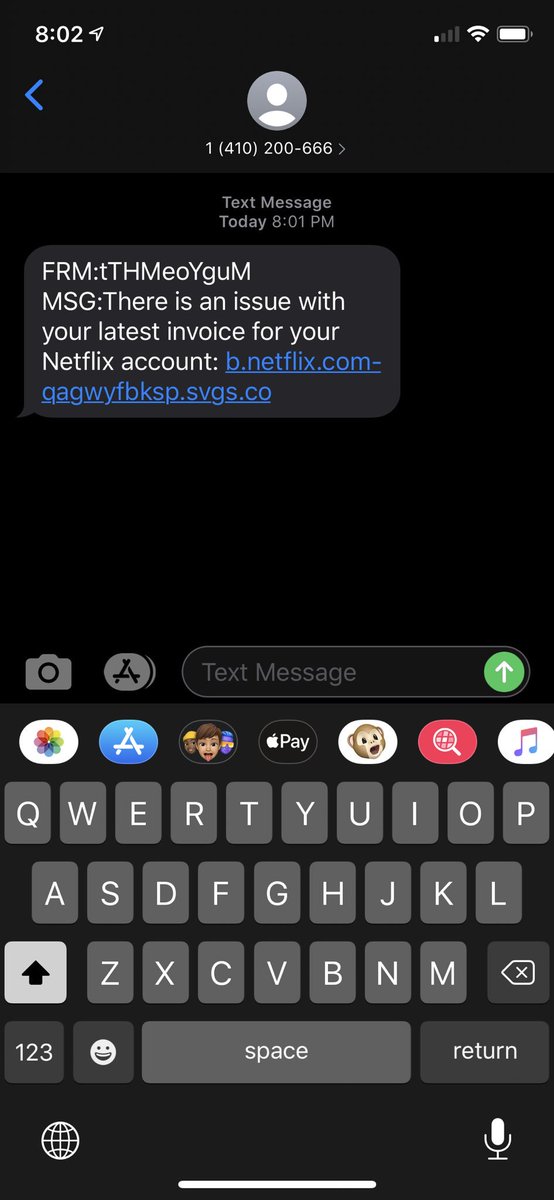 8:02
1 (410) 200-666
Text Message
Today 8:01 PM
FRM:tTHMeoYguM
MSG:There is an issue with
your latest invoice for your
Netflix account: b.netflix.com-
qagwyfbksp.svgs.co
Text Message
Pay
Q W E R T Y U I O P
A S D F G H J K L
Z X C V B N M
123 space return